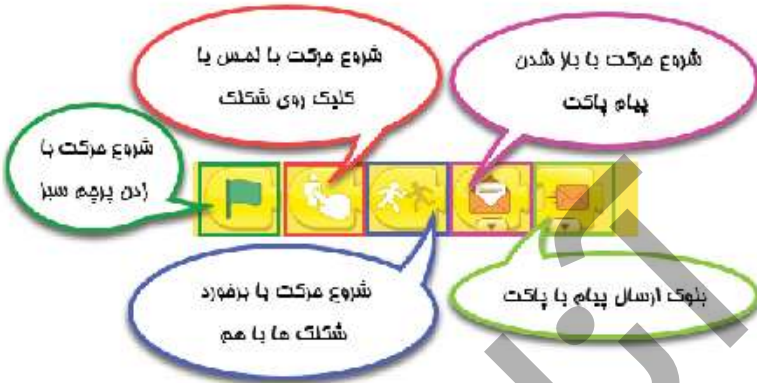 شروع حرکت با لمس یا
کلیک روی شکلک
شروع حرکت با باز شدن
پیام پاکت
شروع حرکت با
زدن پرچم سبز
شروع حرکت با برخورد
شکلک ها با هم
بلوک ارسال پیام با پاکت